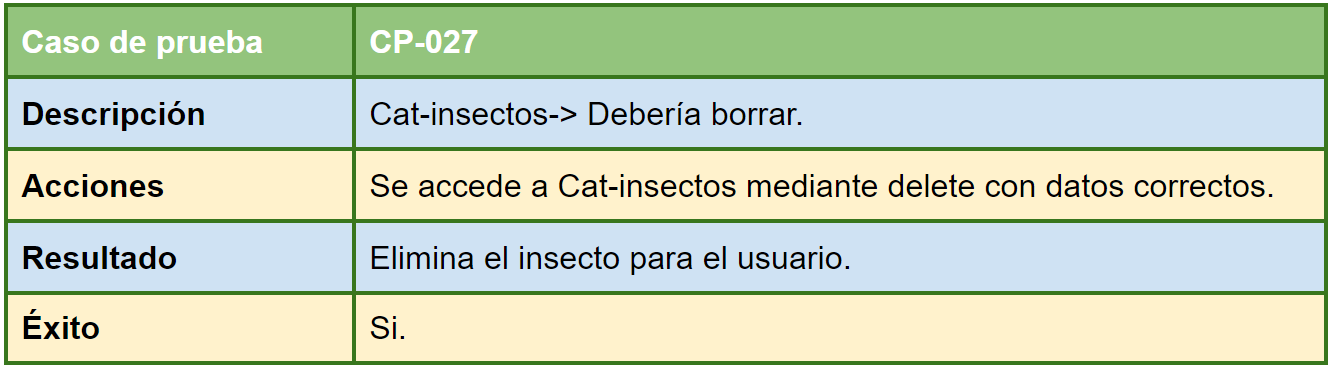 Caso de prueba CP-027
Descripción Cat-insectos-> Debería borrar.
Acciones Se accede a Cat-insectos mediante delete con datos correctos.
Resultado Elimina el insecto para el usuario.
Éxito Si.